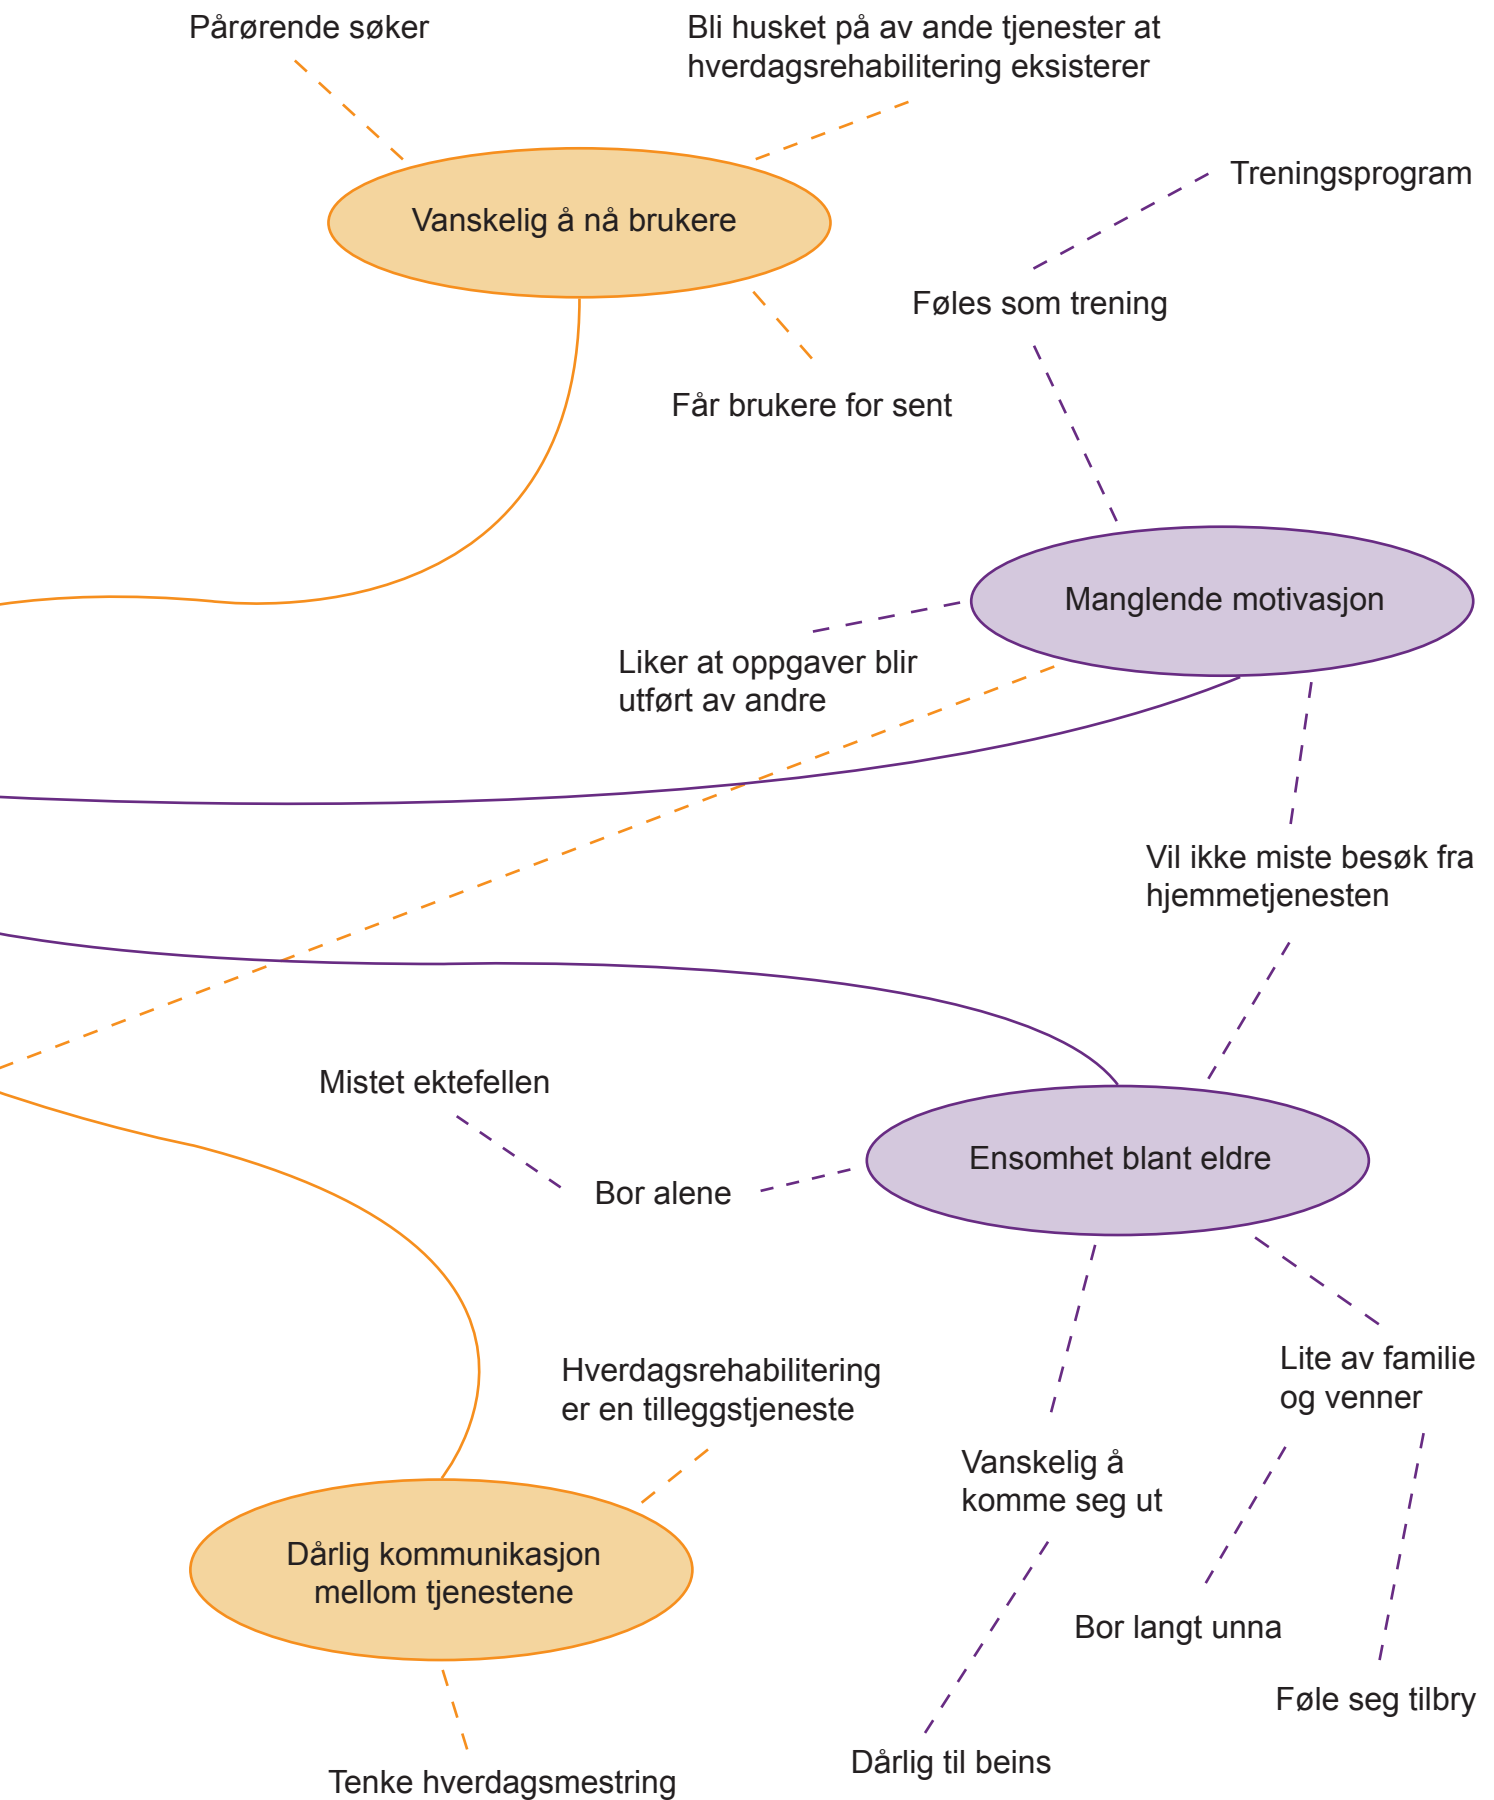 Pårørende søker
Bli husket på av ande tjenester at
hverdagsrehabilitering eksisterer
Treningsprogram
Vanskelig å nå brukere
Føles som trening
Får brukere for sent
Manglende motivasjon
Liker at oppgaver blir
utført av andre
Vil ikke miste besøk fra
hjemmetjenesten
Mistet ektefellen
Ensomhet blant eldre
Bor alene
Hverdagsrehabilitering
er en tilleggstjeneste
Lite av familie
og venner
Vanskelig å
komme seg ut
Dårlig kommunikasjon
mellom tjenestene
Bor langt unna
Føle seg tilbry
Dårlig til beins
Tenke hverdagsmestring